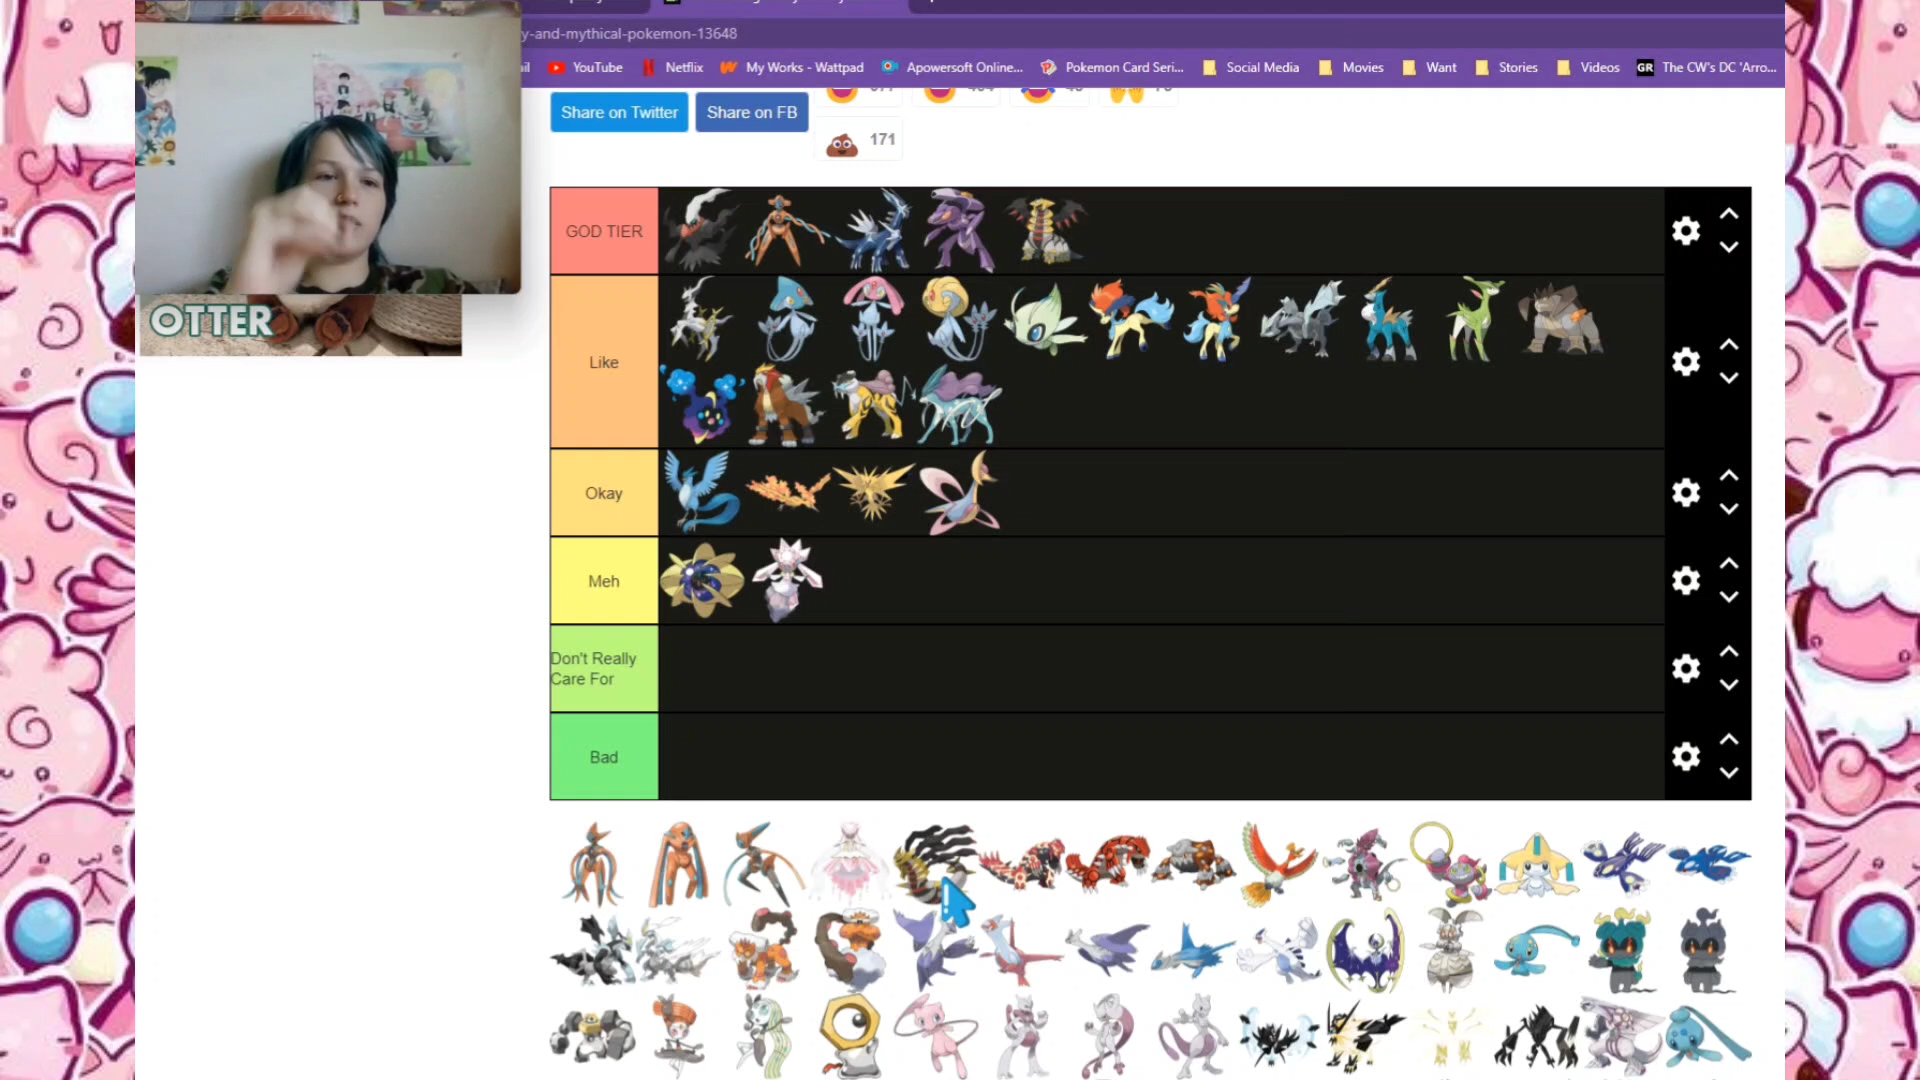 y-and-mythical-pokemon-13648
YouTube Netflix My Works - Wattpad Apowersoft Online... Pokemon Card Seri... Social Media Movies Want Stories Videos GR The CW's DC 'Arro...
Share on Twitter Share on FB
171
OTTER
GOD TIER
Like
Okay
Meh
Don't Really
Care For
Bad